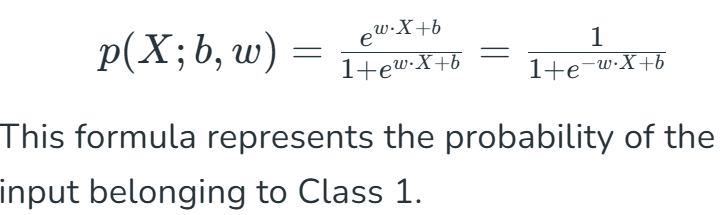 p(X; b, w) = e^{w·X+b} / 1+e^{w·X+b} = 1 / 1+e^{-w·X+b}
This formula represents the probability of the
input belonging to Class 1.